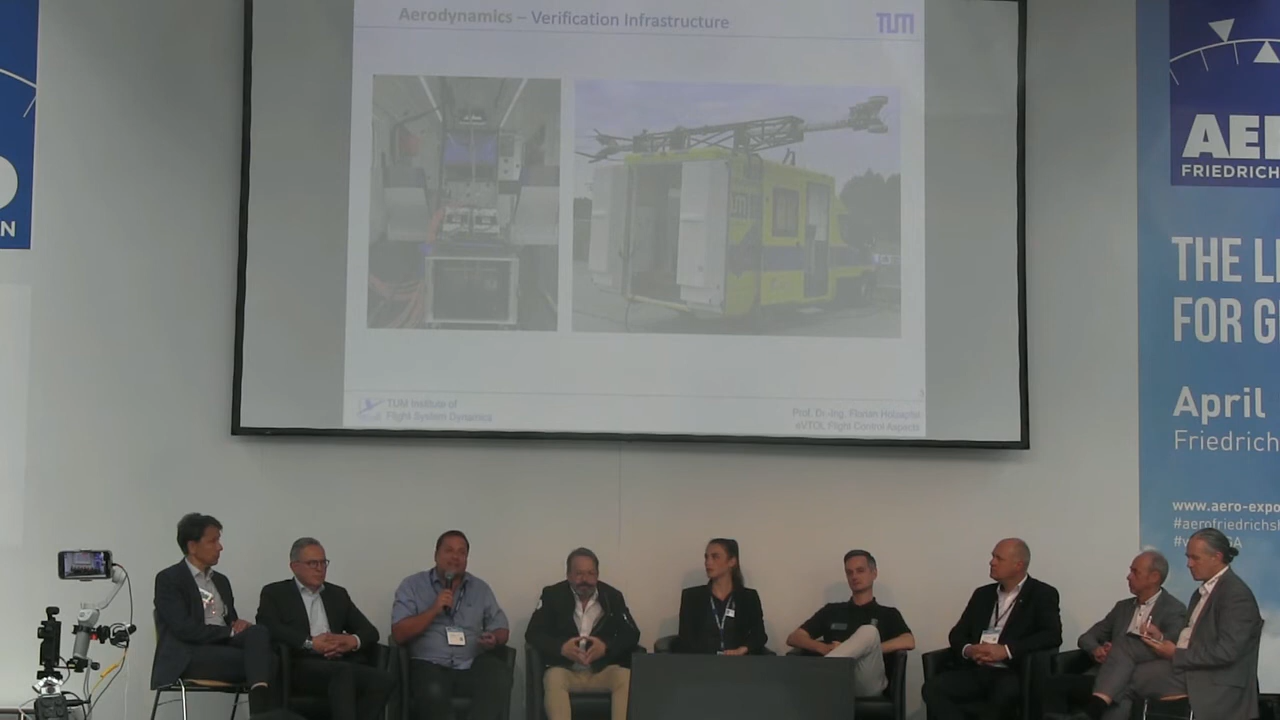 Aerodynamics – Verification Infrastructure
TUM
TUM Institute of
Flight System Dynamics
Prof. Dr.-Ing. Florian Holzapfel
eVTOL Flight Control Aspects
N
AE
FRIEDRICH
THE L
FOR G
April
Friedrich
www.aero-expo
#aerofriedrichsh